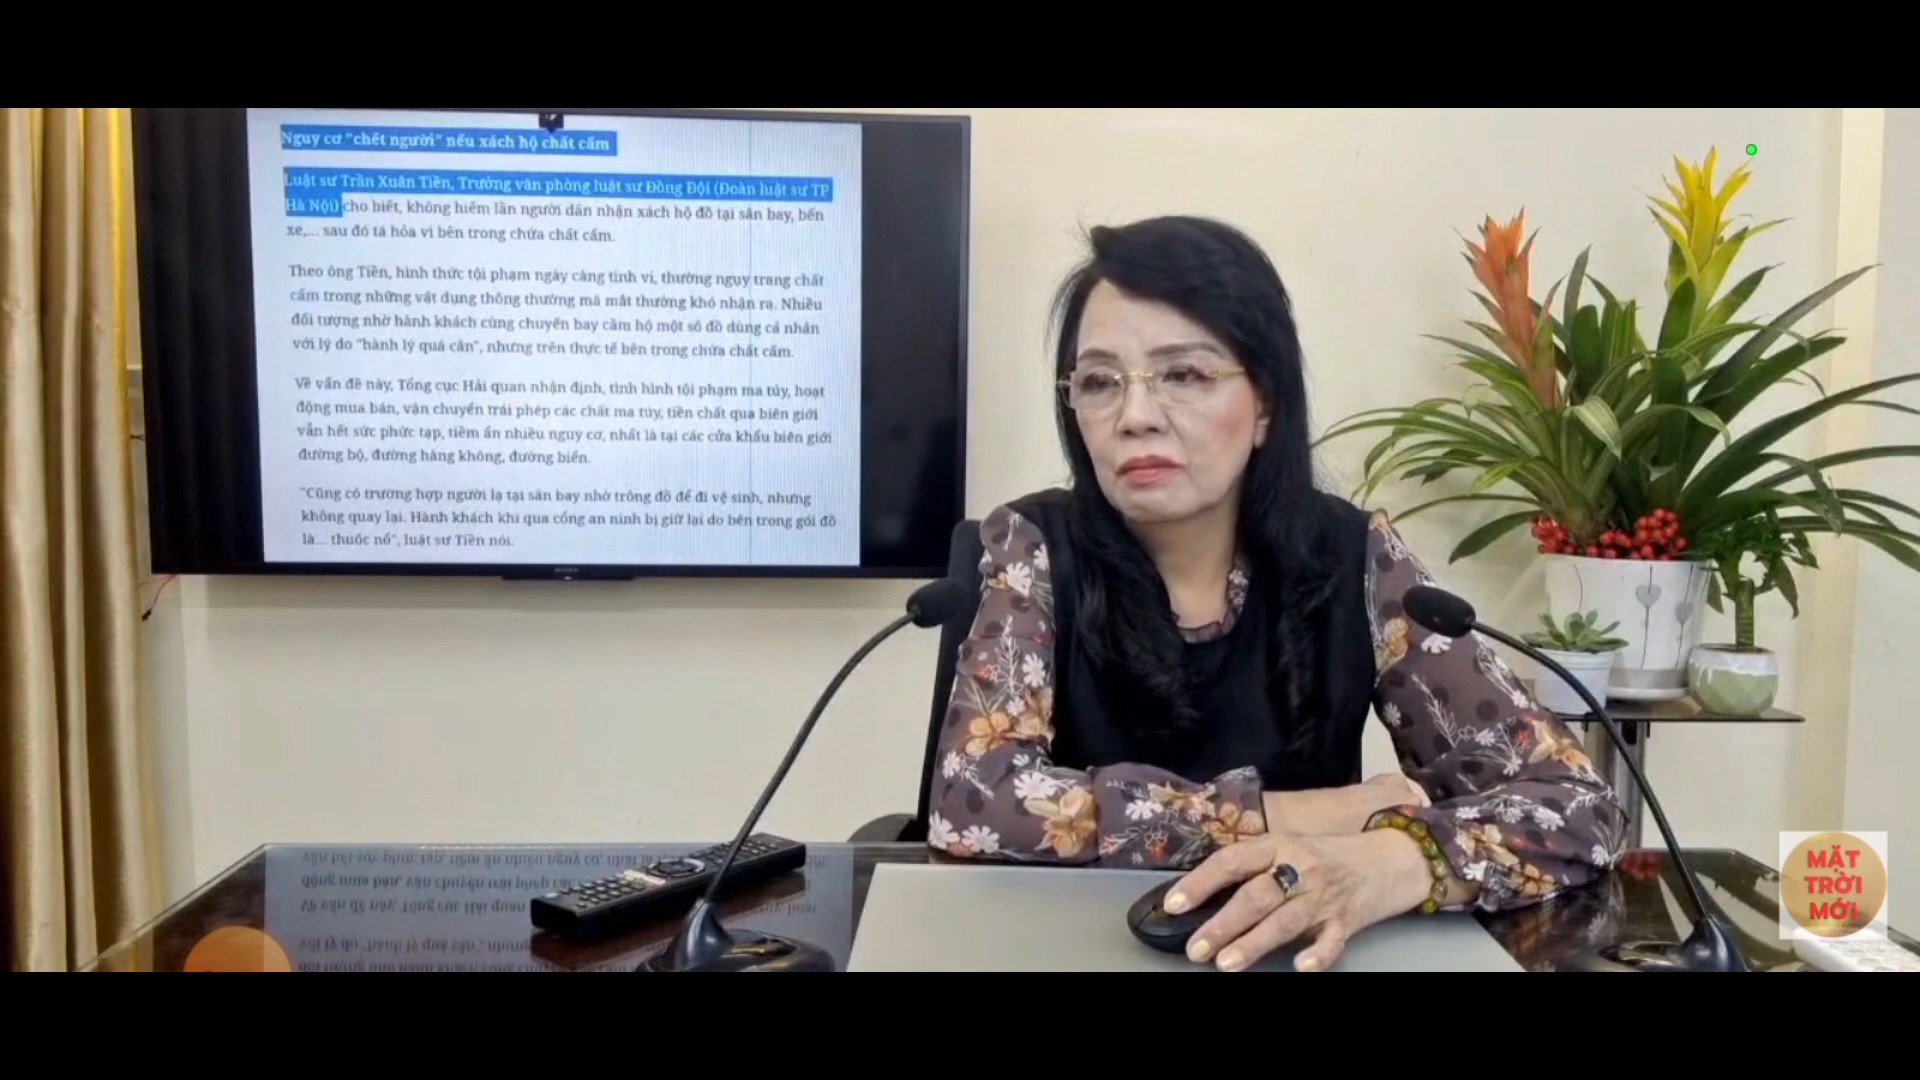 Nguy cơ "chết người" nếu xách hộ chất cấm
Luật sư Trần Xuân Tiền, Trưởng văn phòng luật sư Đồng Đội (Đoàn luật sư TP
Hà Nội) cho biết, không hiếm lần người dân nhận xách hộ đồ tại sân bay, bến
xe,... sau đó tá hỏa vì bên trong chứa chất cấm.
Theo ông Tiền, hình thức tội phạm ngày càng tinh vi, thường ngụy trang chất
cấm trong những vật dụng thông thường mà mắt thường khó nhận ra. Nhiều
đối tượng nhờ hành khách cùng chuyến bay cầm hộ một số đồ dùng cá nhân
với lý do "hành lý quá cân", nhưng trên thực tế bên trong chứa chất cấm.
Về vấn đề này, Tổng cục Hải quan nhận định, tình hình tội phạm ma túy, hoạt
động mua bán, vận chuyển trái phép các chất ma túy, tiền chất qua biên giới
vẫn hết sức phức tạp, tiềm ẩn nhiều nguy cơ, nhất là tại các cửa khẩu biên giới
đường bộ, đường hàng không, đường biển.
"Cũng có trường hợp người lạ tại sân bay nhờ trông đồ để đi vệ sinh, nhưng
không quay lại. Hành khách khi qua cổng an ninh bị giữ lại do bên trong gói đồ
là... thuốc nổ", luật sư Tiền nói.
SONY
MẶT
TRỜI
MỚI